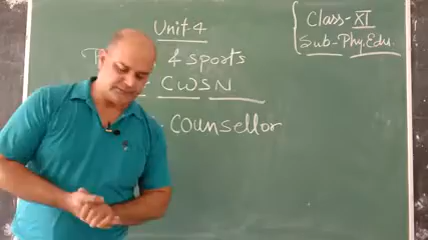 Unit-4
4 sports
CWSN
Counsellor
Class-XI
Sub-Phy.Edu.